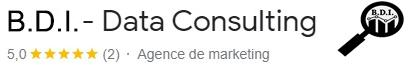 B.D.I.- Data Consulting
5,0 ★★★★★ (2) · Agence de marketing
B.D.I.